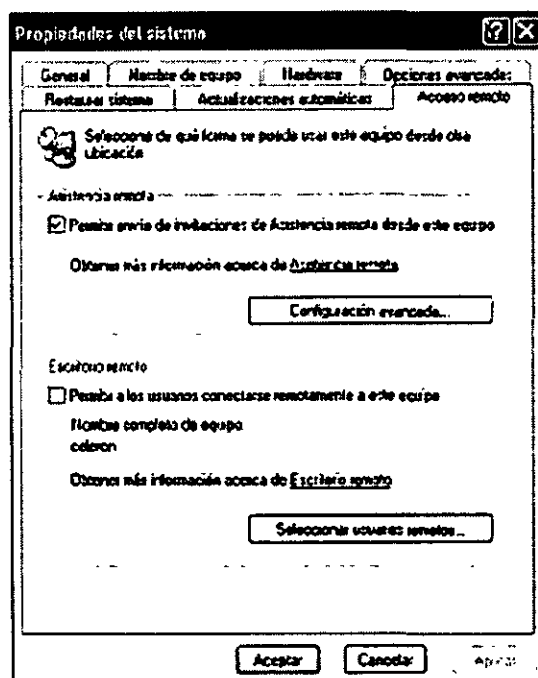 Propiedades del sistema
General Nombre de equipo Hardware Opciones avanzadas
Restaurar sistema Actualizaciones automáticas Acceso remoto
Seleccione de qué forma se puede usar este equipo desde otra
ubicación
Asistencia remota
Permitir envío de invitaciones de Asistencia remota desde este equipo
Obtener más información acerca de Asistencia remota
Configuración avanzada...
Escritorio remoto
Permitir a los usuarios conectarse remotamente a este equipo
Nombre completo de equipo
celeron
Obtener más información acerca de Escritorio remoto
Seleccionar usuarios remotos...
Aceptar Cancelar Aplicar